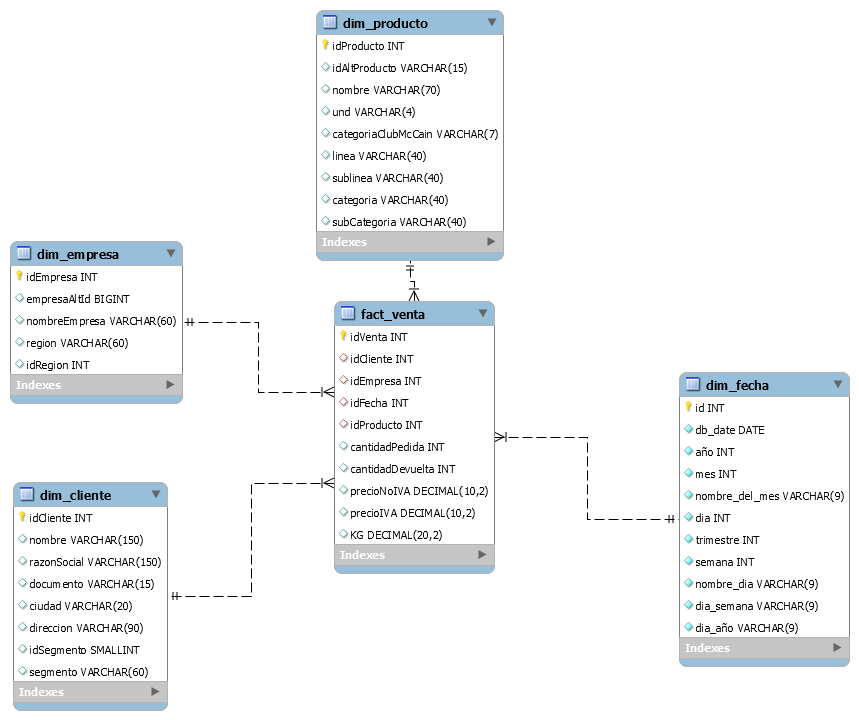 dim_producto
idProducto INT
idAltProducto VARCHAR(15)
nombre VARCHAR(70)
und VARCHAR(4)
categoriaClubMcCain VARCHAR(7)
linea VARCHAR(40)
sublinea VARCHAR(40)
categoria VARCHAR(40)
subCategoria VARCHAR(40)
Indexes
dim_empresa
idEmpresa INT
empresaAltId BIGINT
nombreEmpresa VARCHAR(60)
region VARCHAR(60)
idRegion INT
Indexes
fact_venta
idVenta INT
idCliente INT
idEmpresa INT
idFecha INT
idProducto INT
cantidadPedida INT
cantidadDevuelta INT
precioNoIVA DECIMAL(10,2)
precioIVA DECIMAL(10,2)
KG DECIMAL(20,2)
Indexes
dim_fecha
id INT
db_date DATE
año INT
mes INT
nombre_del_mes VARCHAR(9)
dia INT
trimestre INT
semana INT
nombre_dia VARCHAR(9)
dia_semana VARCHAR(9)
dia_año VARCHAR(9)
Indexes
dim_cliente
idCliente INT
nombre VARCHAR(150)
razonSocial VARCHAR(150)
documento VARCHAR(15)
ciudad VARCHAR(20)
direccion VARCHAR(90)
idSegmento SMALLINT
segmento VARCHAR(60)
Indexes